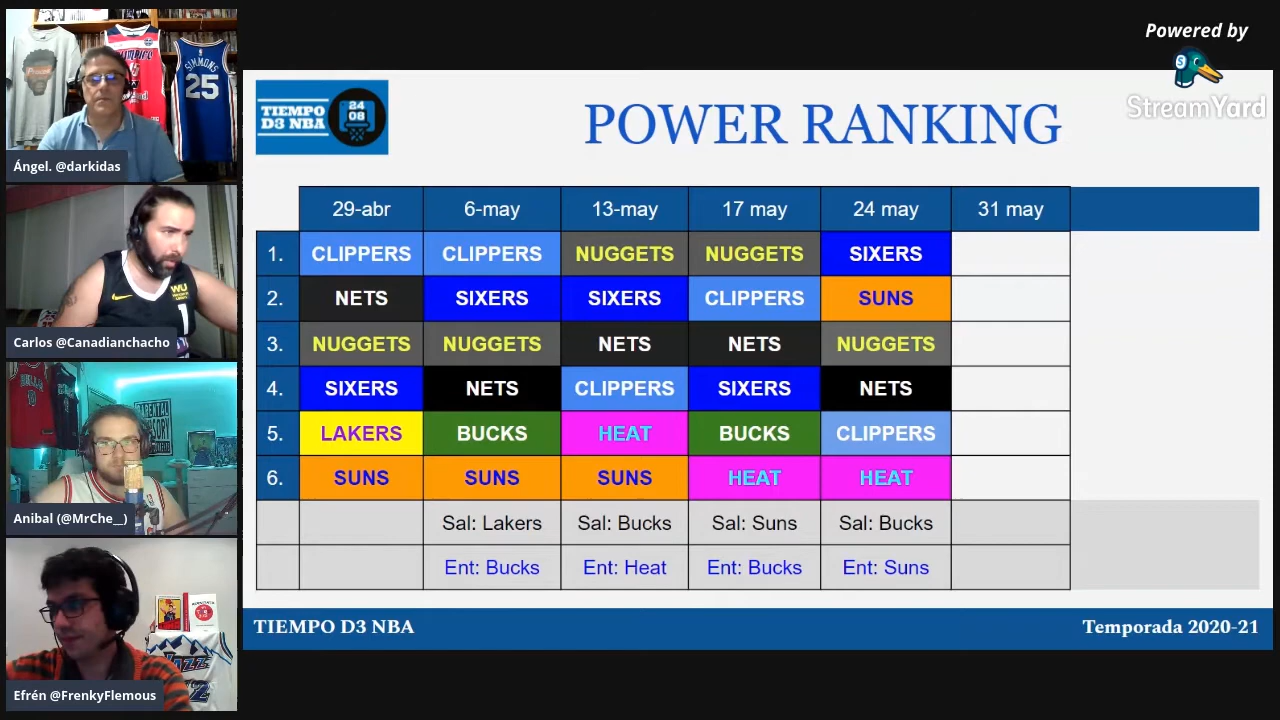 Powered by
StreamYard
TIEMPO
D3 NBA
24
08
POWER RANKING
29-abr 6-may 13-may 17 may 24 may 31 may
1. CLIPPERS CLIPPERS NUGGETS NUGGETS SIXERS
2. NETS SIXERS SIXERS CLIPPERS SUNS
3. NUGGETS NUGGETS NETS NETS NUGGETS
4. SIXERS NETS CLIPPERS SIXERS NETS
5. LAKERS BUCKS HEAT BUCKS CLIPPERS
6. SUNS SUNS SUNS HEAT HEAT
Sal: Lakers Sal: Bucks Sal: Suns Sal: Bucks
Ent: Bucks Ent: Heat Ent: Bucks Ent: Suns
TIEMPO D3 NBA Temporada 2020-21
SIMMONS
25
Ángel. @darkidas
WU
1
Carlos @Canadianchacho
Anibal (@MrChe__)
JAZZ
Efrén @FrenkyFlemous